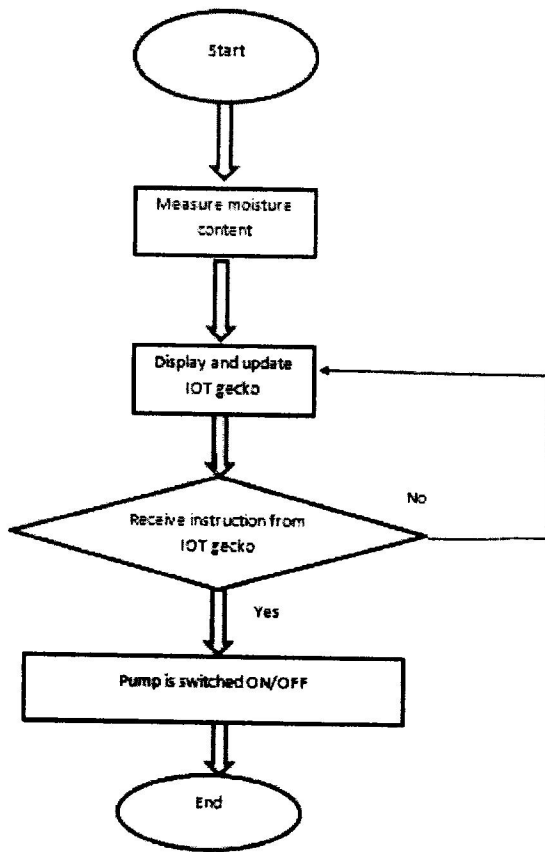 Start
Measure moisture
content
Display and update
IOT gecko
Receive instruction from
IOT gecko
No
Yes
Pump is switched ON/OFF
End